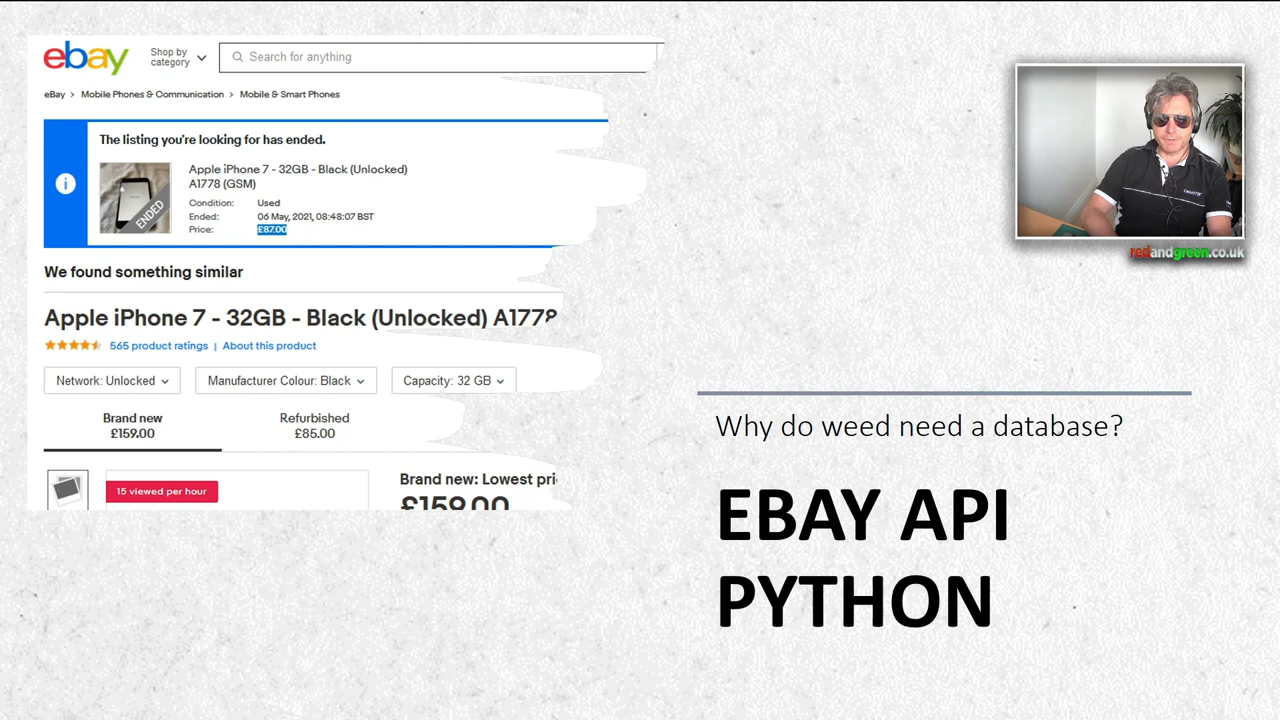 ebay
Shop by
category
Search for anything
eBay > Mobile Phones & Communication > Mobile & Smart Phones
The listing you're looking for has ended.
Apple iPhone 7 - 32GB - Black (Unlocked)
A1778 (GSM)
Condition: Used
Ended: 06 May, 2021, 08:48:07 BST
Price: £87.00
ENDED
i
We found something similar
Apple iPhone 7 - 32GB - Black (Unlocked) A1778
565 product ratings | About this product
Network: Unlocked
Manufacturer Colour: Black
Capacity: 32 GB
Brand new
£159.00
Refurbished
£85.00
15 viewed per hour
Brand new: Lowest pri
£159.00
redandgreen.co.uk
Why do weed need a database?
EBAY API
PYTHON